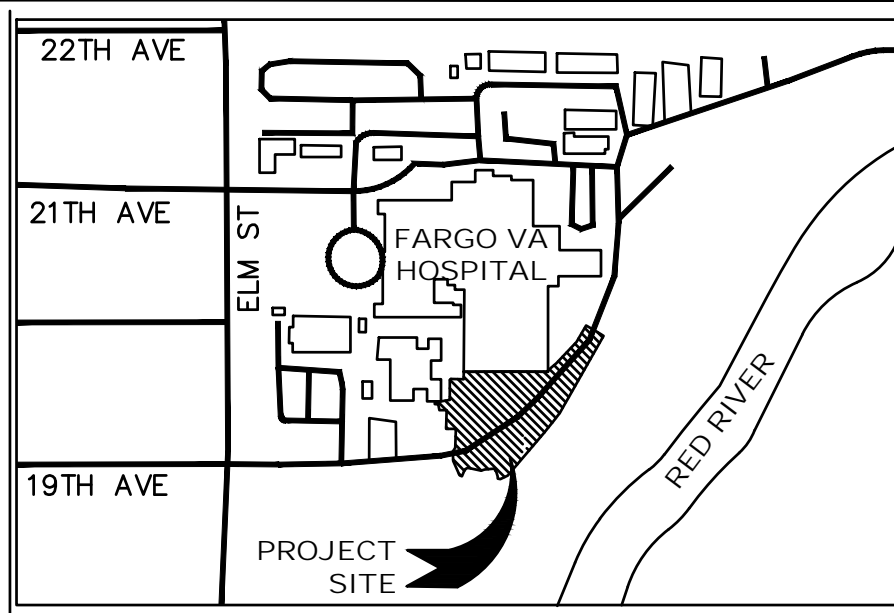 22TH AVE
21TH AVE
ELM ST
FARGO VA
HOSPITAL
RED RIVER
19TH AVE
PROJECT
SITE